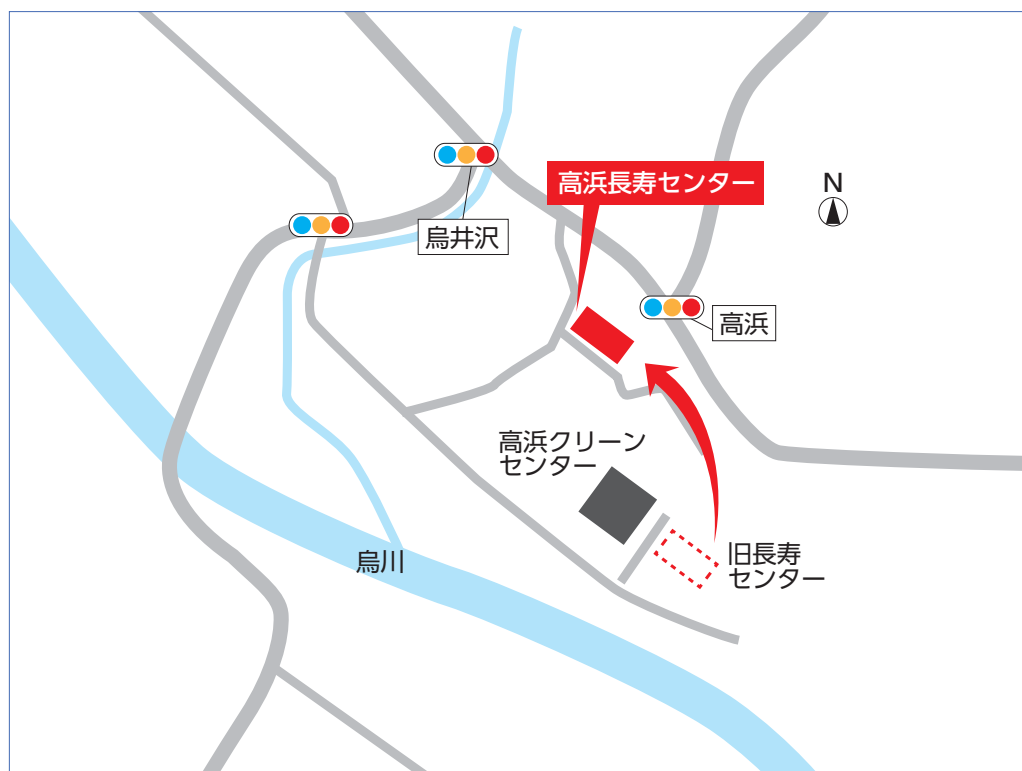 高浜長寿センター
N
烏井沢
高浜
高浜クリーン
センター
旧長寿
センター
烏川